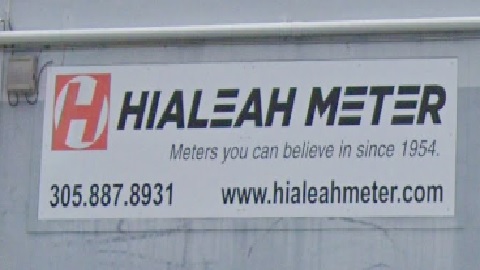 H HIALEAH METER
Meters you can believe in since 1954.
305.887.8931 www.hialeahmeter.com